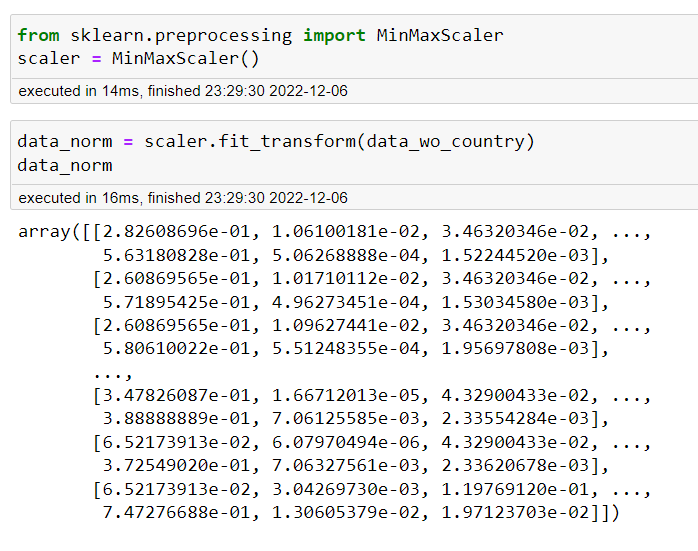 from sklearn.preprocessing import MinMaxScaler
scaler = MinMaxScaler()
executed in 14ms, finished 23:29:30 2022-12-06
data_norm = scaler.fit_transform(data_wo_country)
data_norm
executed in 16ms, finished 23:29:30 2022-12-06
array([[2.82608696e-01, 1.06100181e-02, 3.46320346e-02, ...,
5.63180828e-01, 5.06268888e-04, 1.52244520e-03],
[2.60869565e-01, 1.01710112e-02, 3.46320346e-02, ...,
5.71895425e-01, 4.96273451e-04, 1.53034580e-03],
[2.60869565e-01, 1.09627441e-02, 3.46320346e-02, ...,
5.80610022e-01, 5.51248355e-04, 1.95697808e-03],
...,
[3.47826087e-01, 1.66712013e-05, 4.32900433e-02, ...,
3.88888889e-01, 7.06125585e-03, 2.33554284e-03],
[6.52173913e-02, 6.07970494e-06, 4.32900433e-02, ...,
3.72549020e-01, 7.06327561e-03, 2.33620678e-03],
[6.52173913e-02, 3.04269730e-03, 1.19769120e-01, ...,
7.47276688e-01, 1.30605379e-02, 1.97123703e-02]])